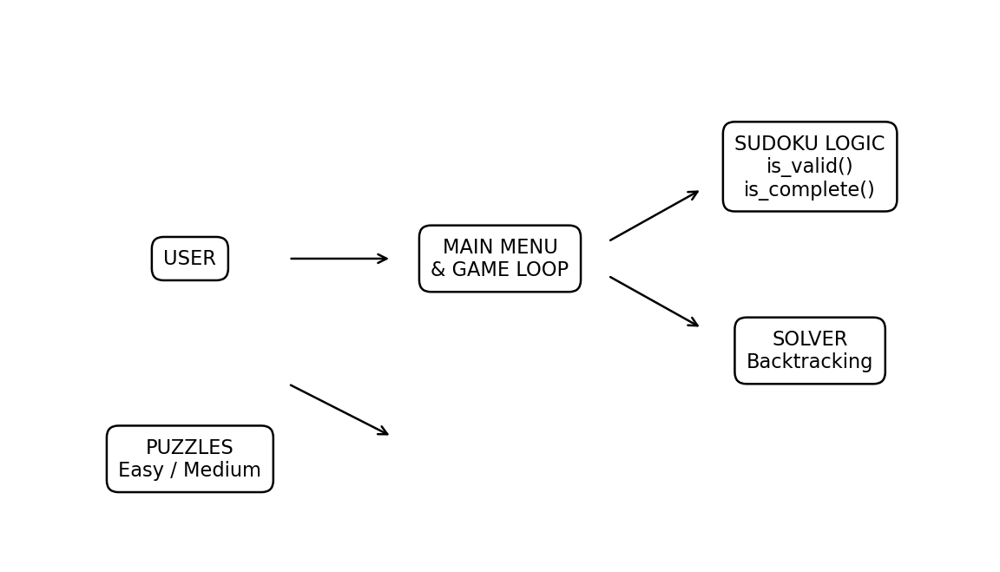 USER
MAIN MENU
& GAME LOOP
SUDOKU LOGIC
is_valid()
is_complete()
SOLVER
Backtracking
PUZZLES
Easy / Medium